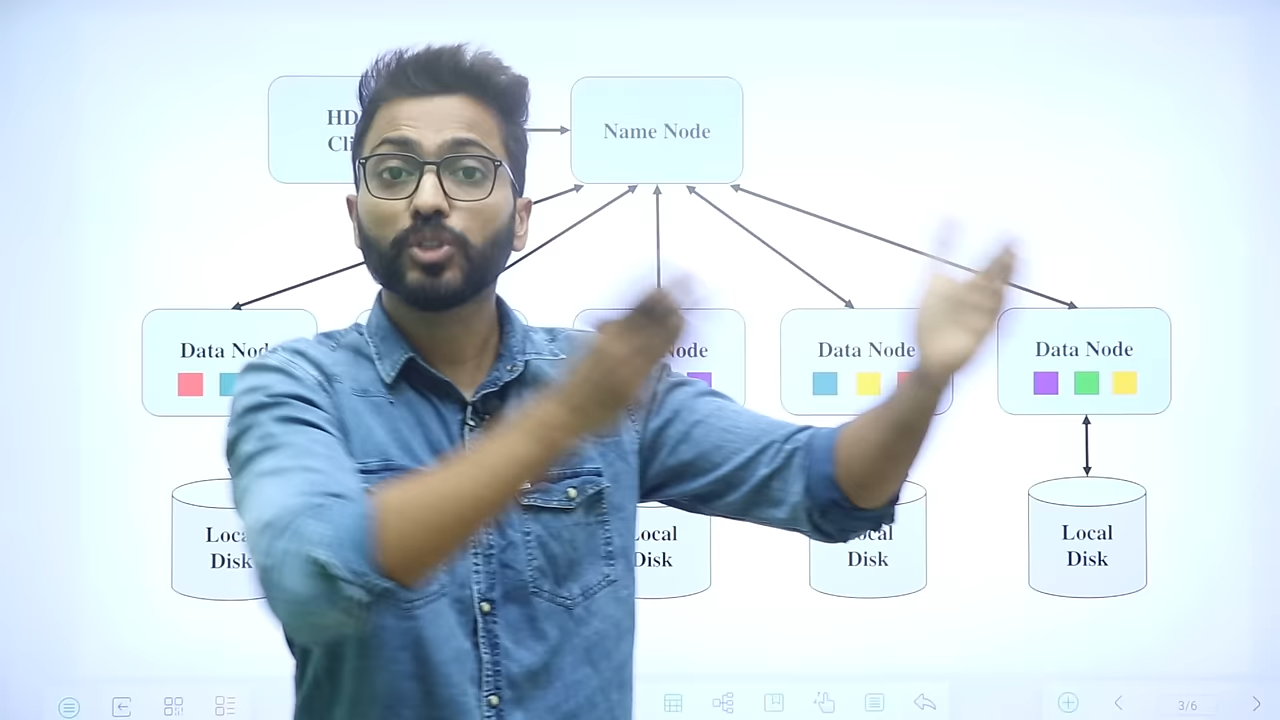 HD
Cli
Name Node
Data Nod
Node
Data Node
Data Node
Loca
Disk
Local
Disk
ocal
Disk
Local
Disk
3/6